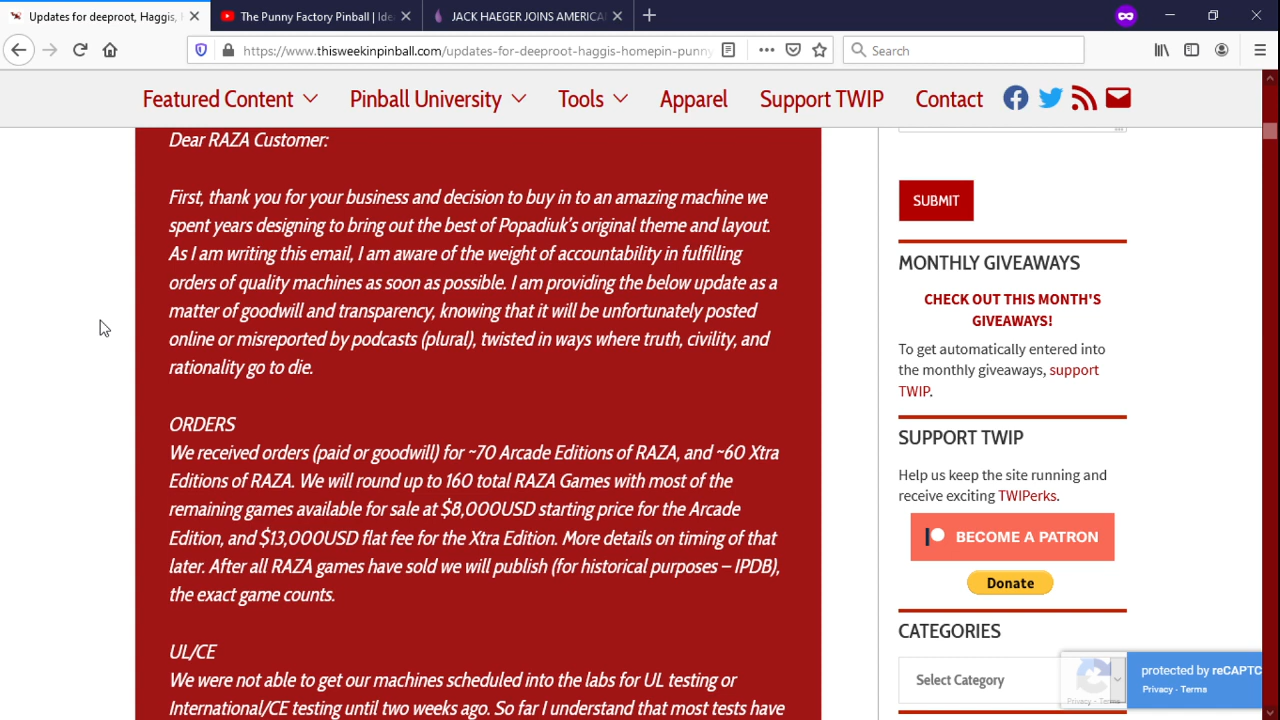 Updates for deeproot, Haggis,
The Punny Factory Pinball | Ide
JACK HAEGER JOINS AMERICA
https://www.thisweekinpinball.com/updates-for-deeproot-haggis-homepin-punny
Search
Featured Content
Pinball University
Tools
Apparel
Support TWIP
Contact
Dear RAZA Customer:
First, thank you for your business and decision to buy in to an amazing machine we
spent years designing to bring out the best of Popadiuk's original theme and layout.
As I am writing this email, I am aware of the weight of accountability in fulfilling
orders of quality machines as soon as possible. I am providing the below update as a
matter of goodwill and transparency, knowing that it will be unfortunately posted
online or misreported by podcasts (plural), twisted in ways where truth, civility, and
rationality go to die.
ORDERS
We received orders (paid or goodwill) for ~70 Arcade Editions of RAZA, and ~60 Xtra
Editions of RAZA. We will round up to 160 total RAZA Games with most of the
remaining games available for sale at $8,000USD starting price for the Arcade
Edition, and $13,000USD flat fee for the Xtra Edition. More details on timing of that
later. After all RAZA games have sold we will publish (for historical purposes – IPDB),
the exact game counts.
UL/CE
We were not able to get our machines scheduled into the labs for UL testing or
International/CE testing until two weeks ago. So far I understand that most tests have
SUBMIT
MONTHLY GIVEAWAYS
CHECK OUT THIS MONTH'S
GIVEAWAYS!
To get automatically entered into
the monthly giveaways, support
TWIP.
SUPPORT TWIP
Help us keep the site running and
receive exciting TWIPerks.
BECOME A PATRON
Donate
CATEGORIES
Select Category
protected by reCAPTC
Privacy - Terms
Privacy - Terms